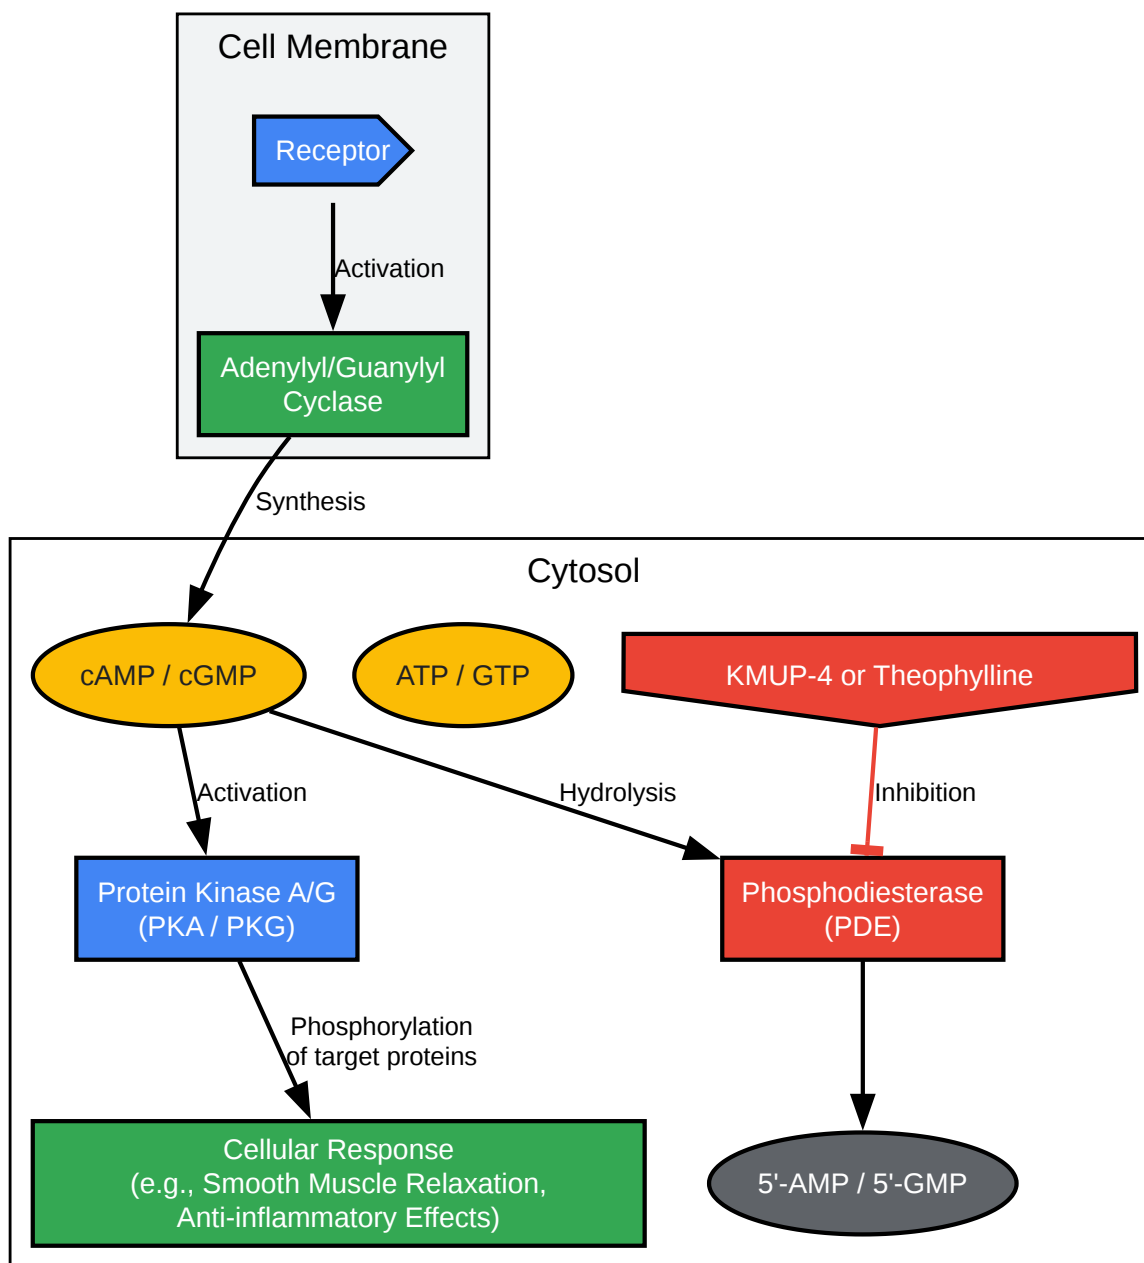 Cell Membrane
Receptor
Activation
Adenylyl/Guanylyl
Cyclase
Synthesis
Cytosol
cAMP / cGMP
ATP / GTP
KMUP-4 or Theophylline
Activation
Hydrolysis
Inhibition
Protein Kinase A/G
(PKA / PKG)
Phosphodiesterase
(PDE)
Phosphorylation
of target proteins
Cellular Response
(e.g., Smooth Muscle Relaxation,
Anti-inflammatory Effects)
5'-AMP / 5'-GMP